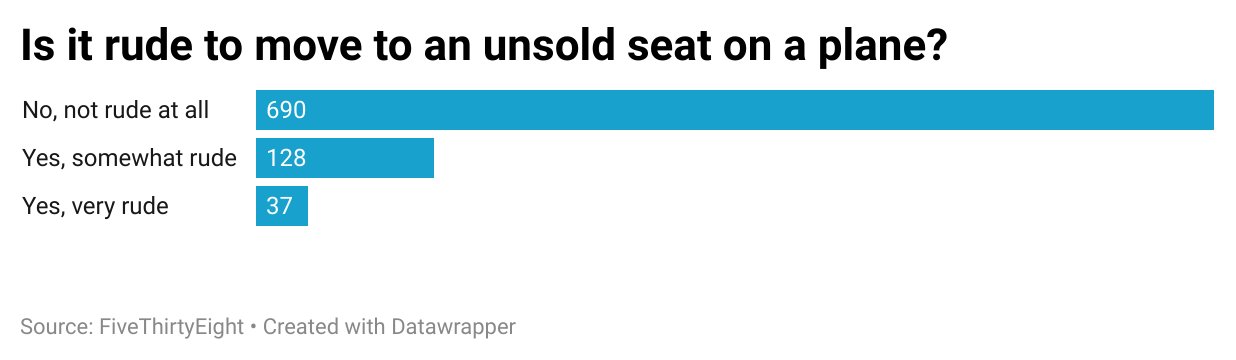 Is it rude to move to an unsold seat on a plane?
No, not rude at all 690
Yes, somewhat rude 128
Yes, very rude 37
Source: FiveThirtyEight • Created with Datawrapper